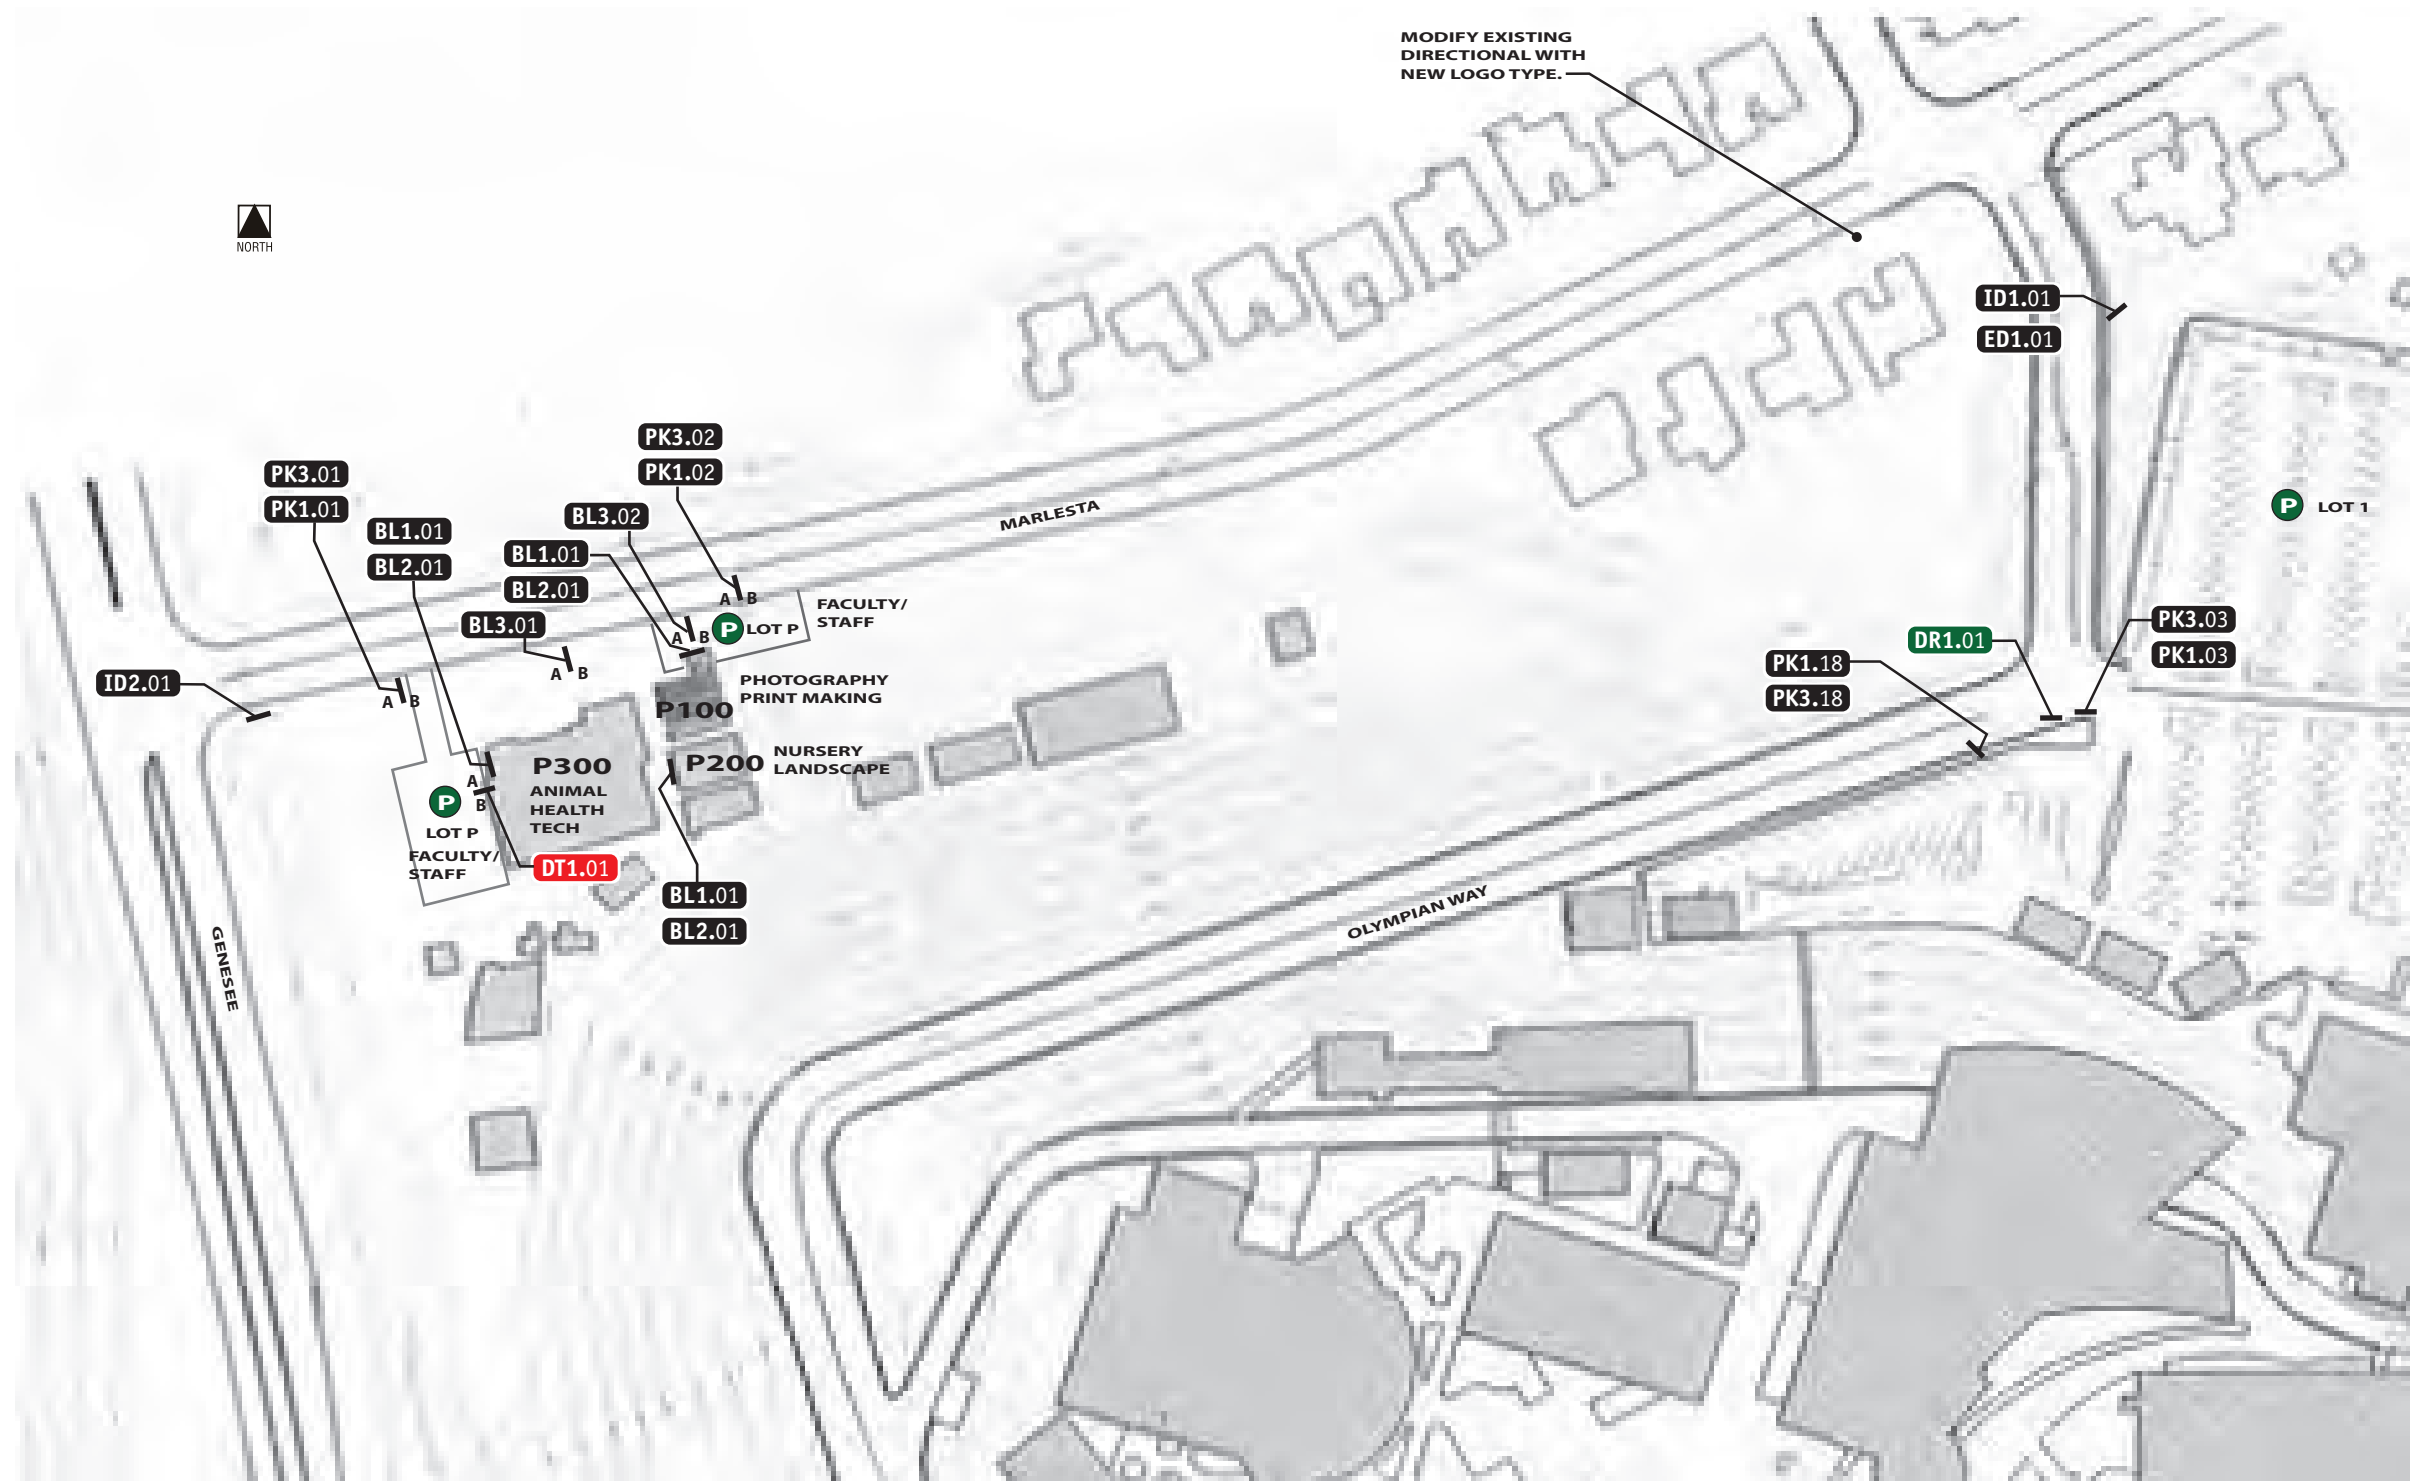 MODIFY EXISTING
DIRECTIONAL WITH
NEW LOGO TYPE.
NORTH
ID1.01
ED1.01
PK3.02
PK1.02
PK3.01
PK1.01
BL1.01
BL2.01
BL3.02
BL1.01
BL2.01
BL3.01
MARLESTA
P LOT 1
A B
FACULTY/
STAFF
A B
P LOT P
A B
ID2.01
A B
PHOTOGRAPHY
PRINT MAKING
P100
DR1.01
PK3.03
PK1.03
PK1.18
PK3.18
NURSERY
LANDSCAPE
P200
P300
ANIMAL
HEALTH
TECH
A
B
P
LOT P
FACULTY/
STAFF
DT1.01
BL1.01
BL2.01
OLYMPIAN WAY
GENESEE